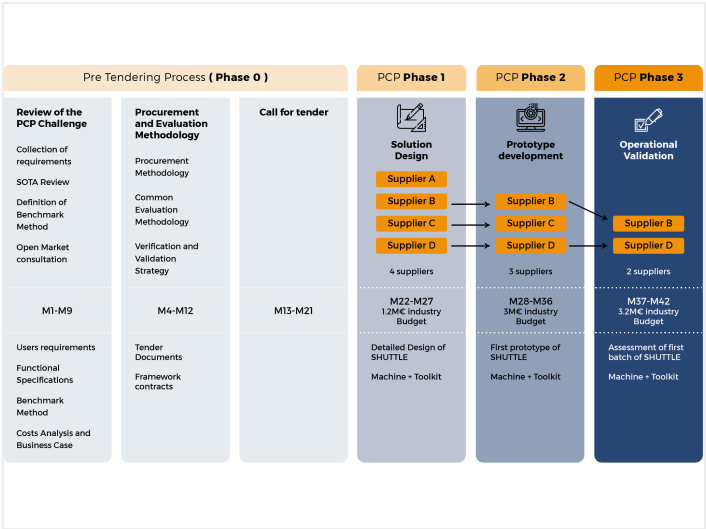 Pre Tendering Process ( Phase 0 )
PCP Phase 1
PCP Phase 2
PCP Phase 3
Review of the
PCP Challenge
Collection of
requirements
SOTA Review
Definition of
Benchmark
Method
Open Market
consultation
M1-M9
Users requirements
Functional
Specifications
Benchmark
Method
Costs Analysis and
Business Case
Procurement
and Evaluation
Methodology
Procurement
Methodology
Common
Evaluation
Methodology
Verification and
Validation
Strategy
M4-M12
Tender
Documents
Framework
contracts
Call for tender
M13-M21
Solution
Design
Supplier A
Supplier B
Supplier C
Supplier D
4 suppliers
M22-M27
1.2M€ industry
Budget
Detailed Design of
SHUTTLE
Machine + Toolkit
Prototype
development
Supplier B
Supplier C
Supplier D
3 suppliers
M28-M36
3M€ industry
Budget
First prototype of
SHUTTLE
Machine + Toolkit
Operational
Validation
Supplier B
Supplier D
2 suppliers
M37-M42
3.2M€ industry
Budget
Assessment of first
batch of SHUTTLE
Machine + Toolkit